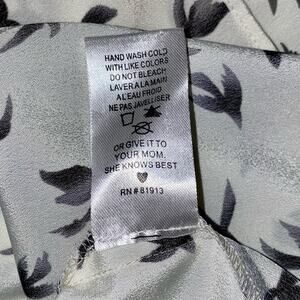 HAND WASH COLD
WITH LIKE COLORS
DO NOT BLEACH
LAVER A LA MAIN
A L'EAU FROID
NE PAS JAVELLISER
OR GIVE IT TO
YOUR MOM.
SHE KNOWS BEST
RN # 81913